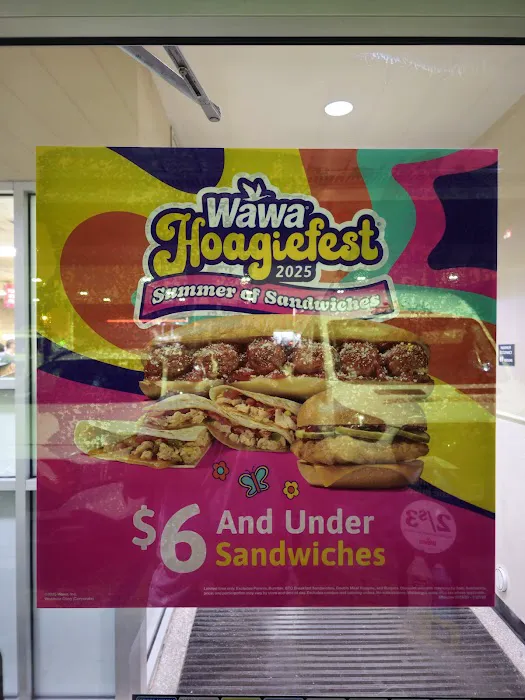 Wawa
Hoagiefest
2025
Summer of Sandwiches
$6 And Under
Sandwiches
2/$3